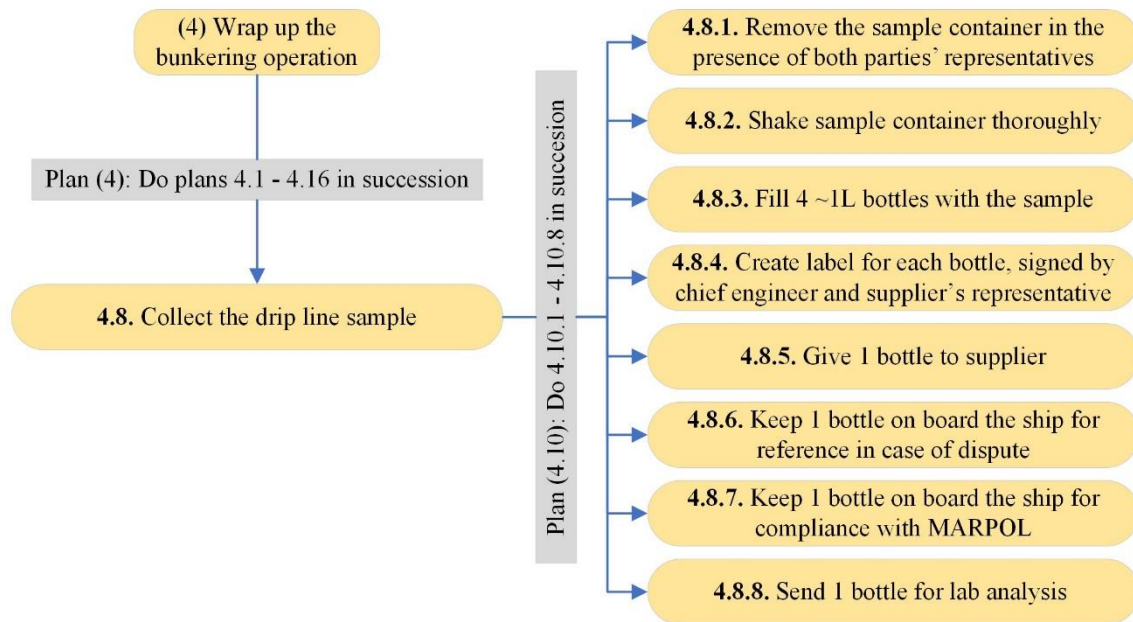 (4) Wrap up the
bunkering operation
Plan (4): Do plans 4.1 - 4.16 in succession
4.8. Collect the drip line sample
Plan (4.10): Do 4.10.1 - 4.10.8 in succesion
4.8.1. Remove the sample container in the
presence of both parties’ representatives
4.8.2. Shake sample container thoroughly
4.8.3. Fill 4 ~1L bottles with the sample
4.8.4. Create label for each bottle, signed by
chief engineer and supplier’s representative
4.8.5. Give 1 bottle to supplier
4.8.6. Keep 1 bottle on board the ship for
reference in case of dispute
4.8.7. Keep 1 bottle on board the ship for
compliance with MARPOL
4.8.8. Send 1 bottle for lab analysis